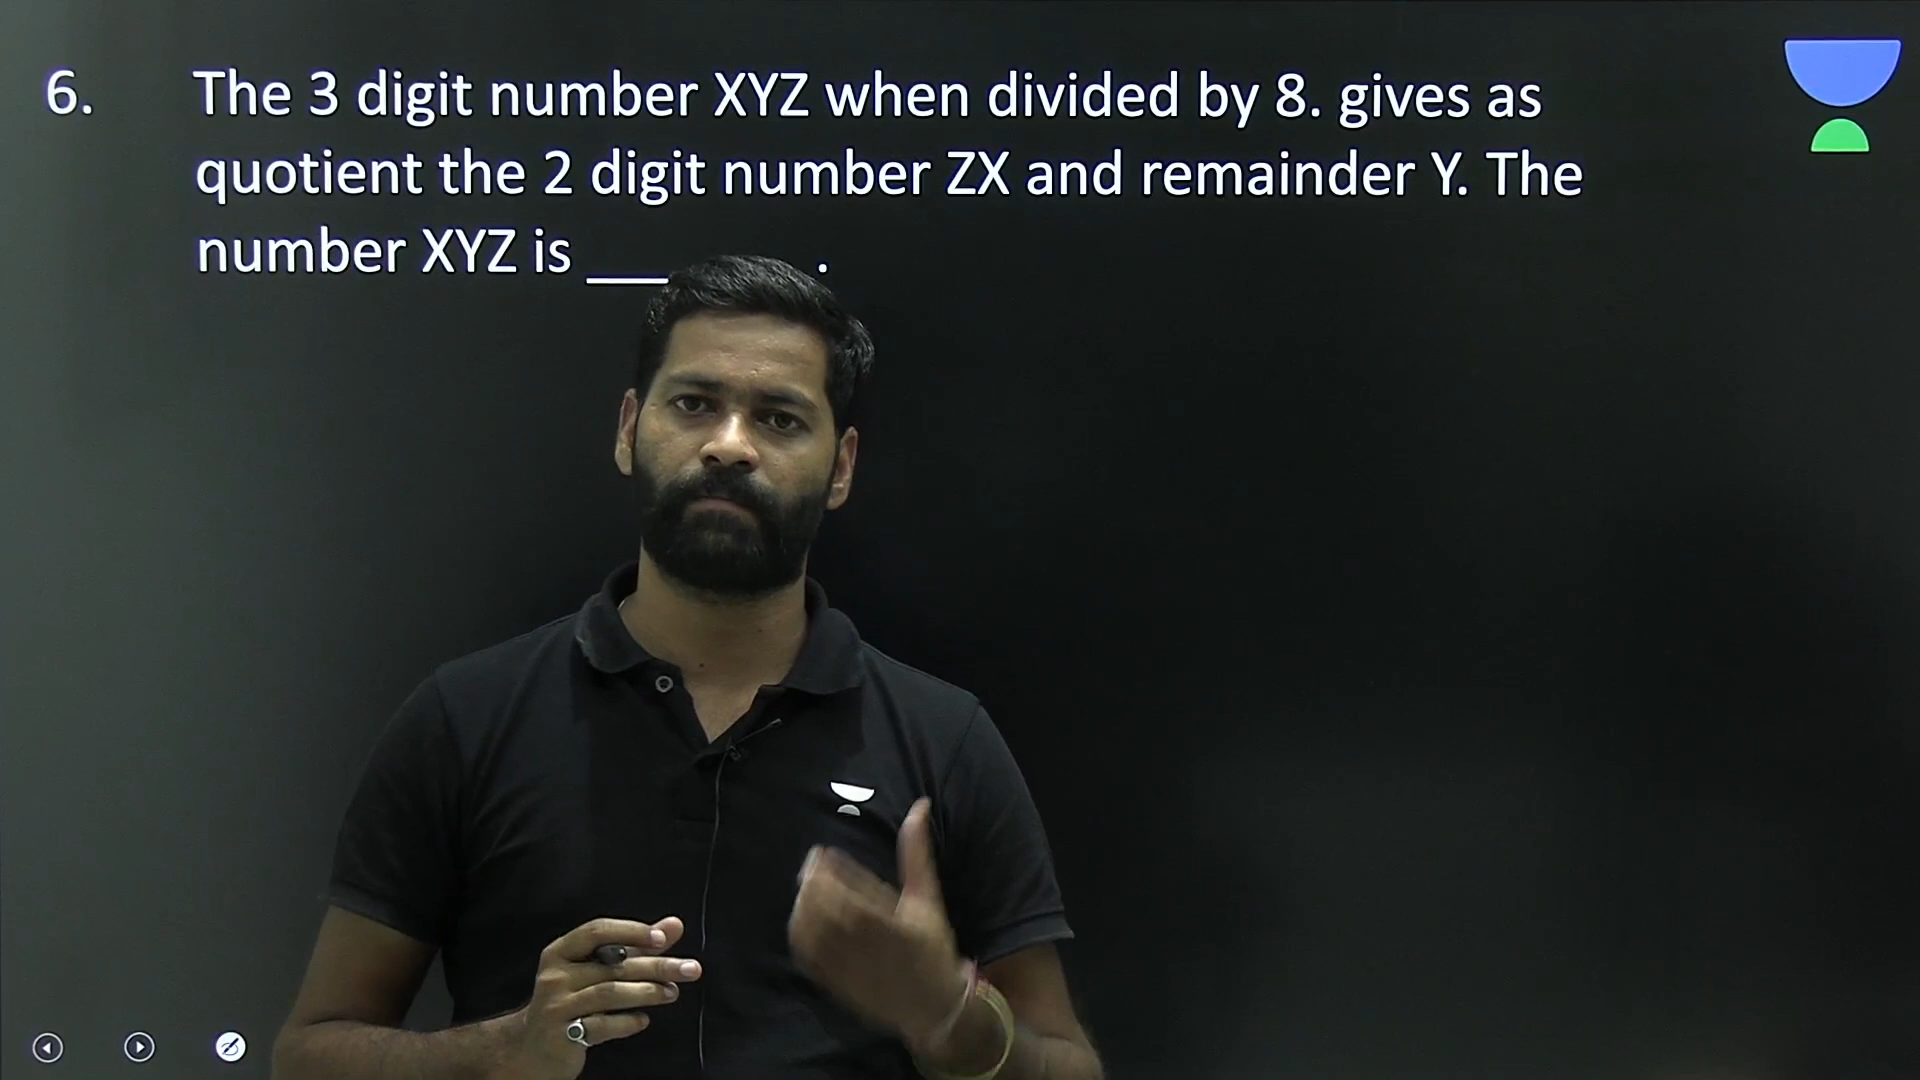 6. The 3 digit number XYZ when divided by 8. gives as
quotient the 2 digit number ZX and remainder Y. The
number XYZ is ___ .